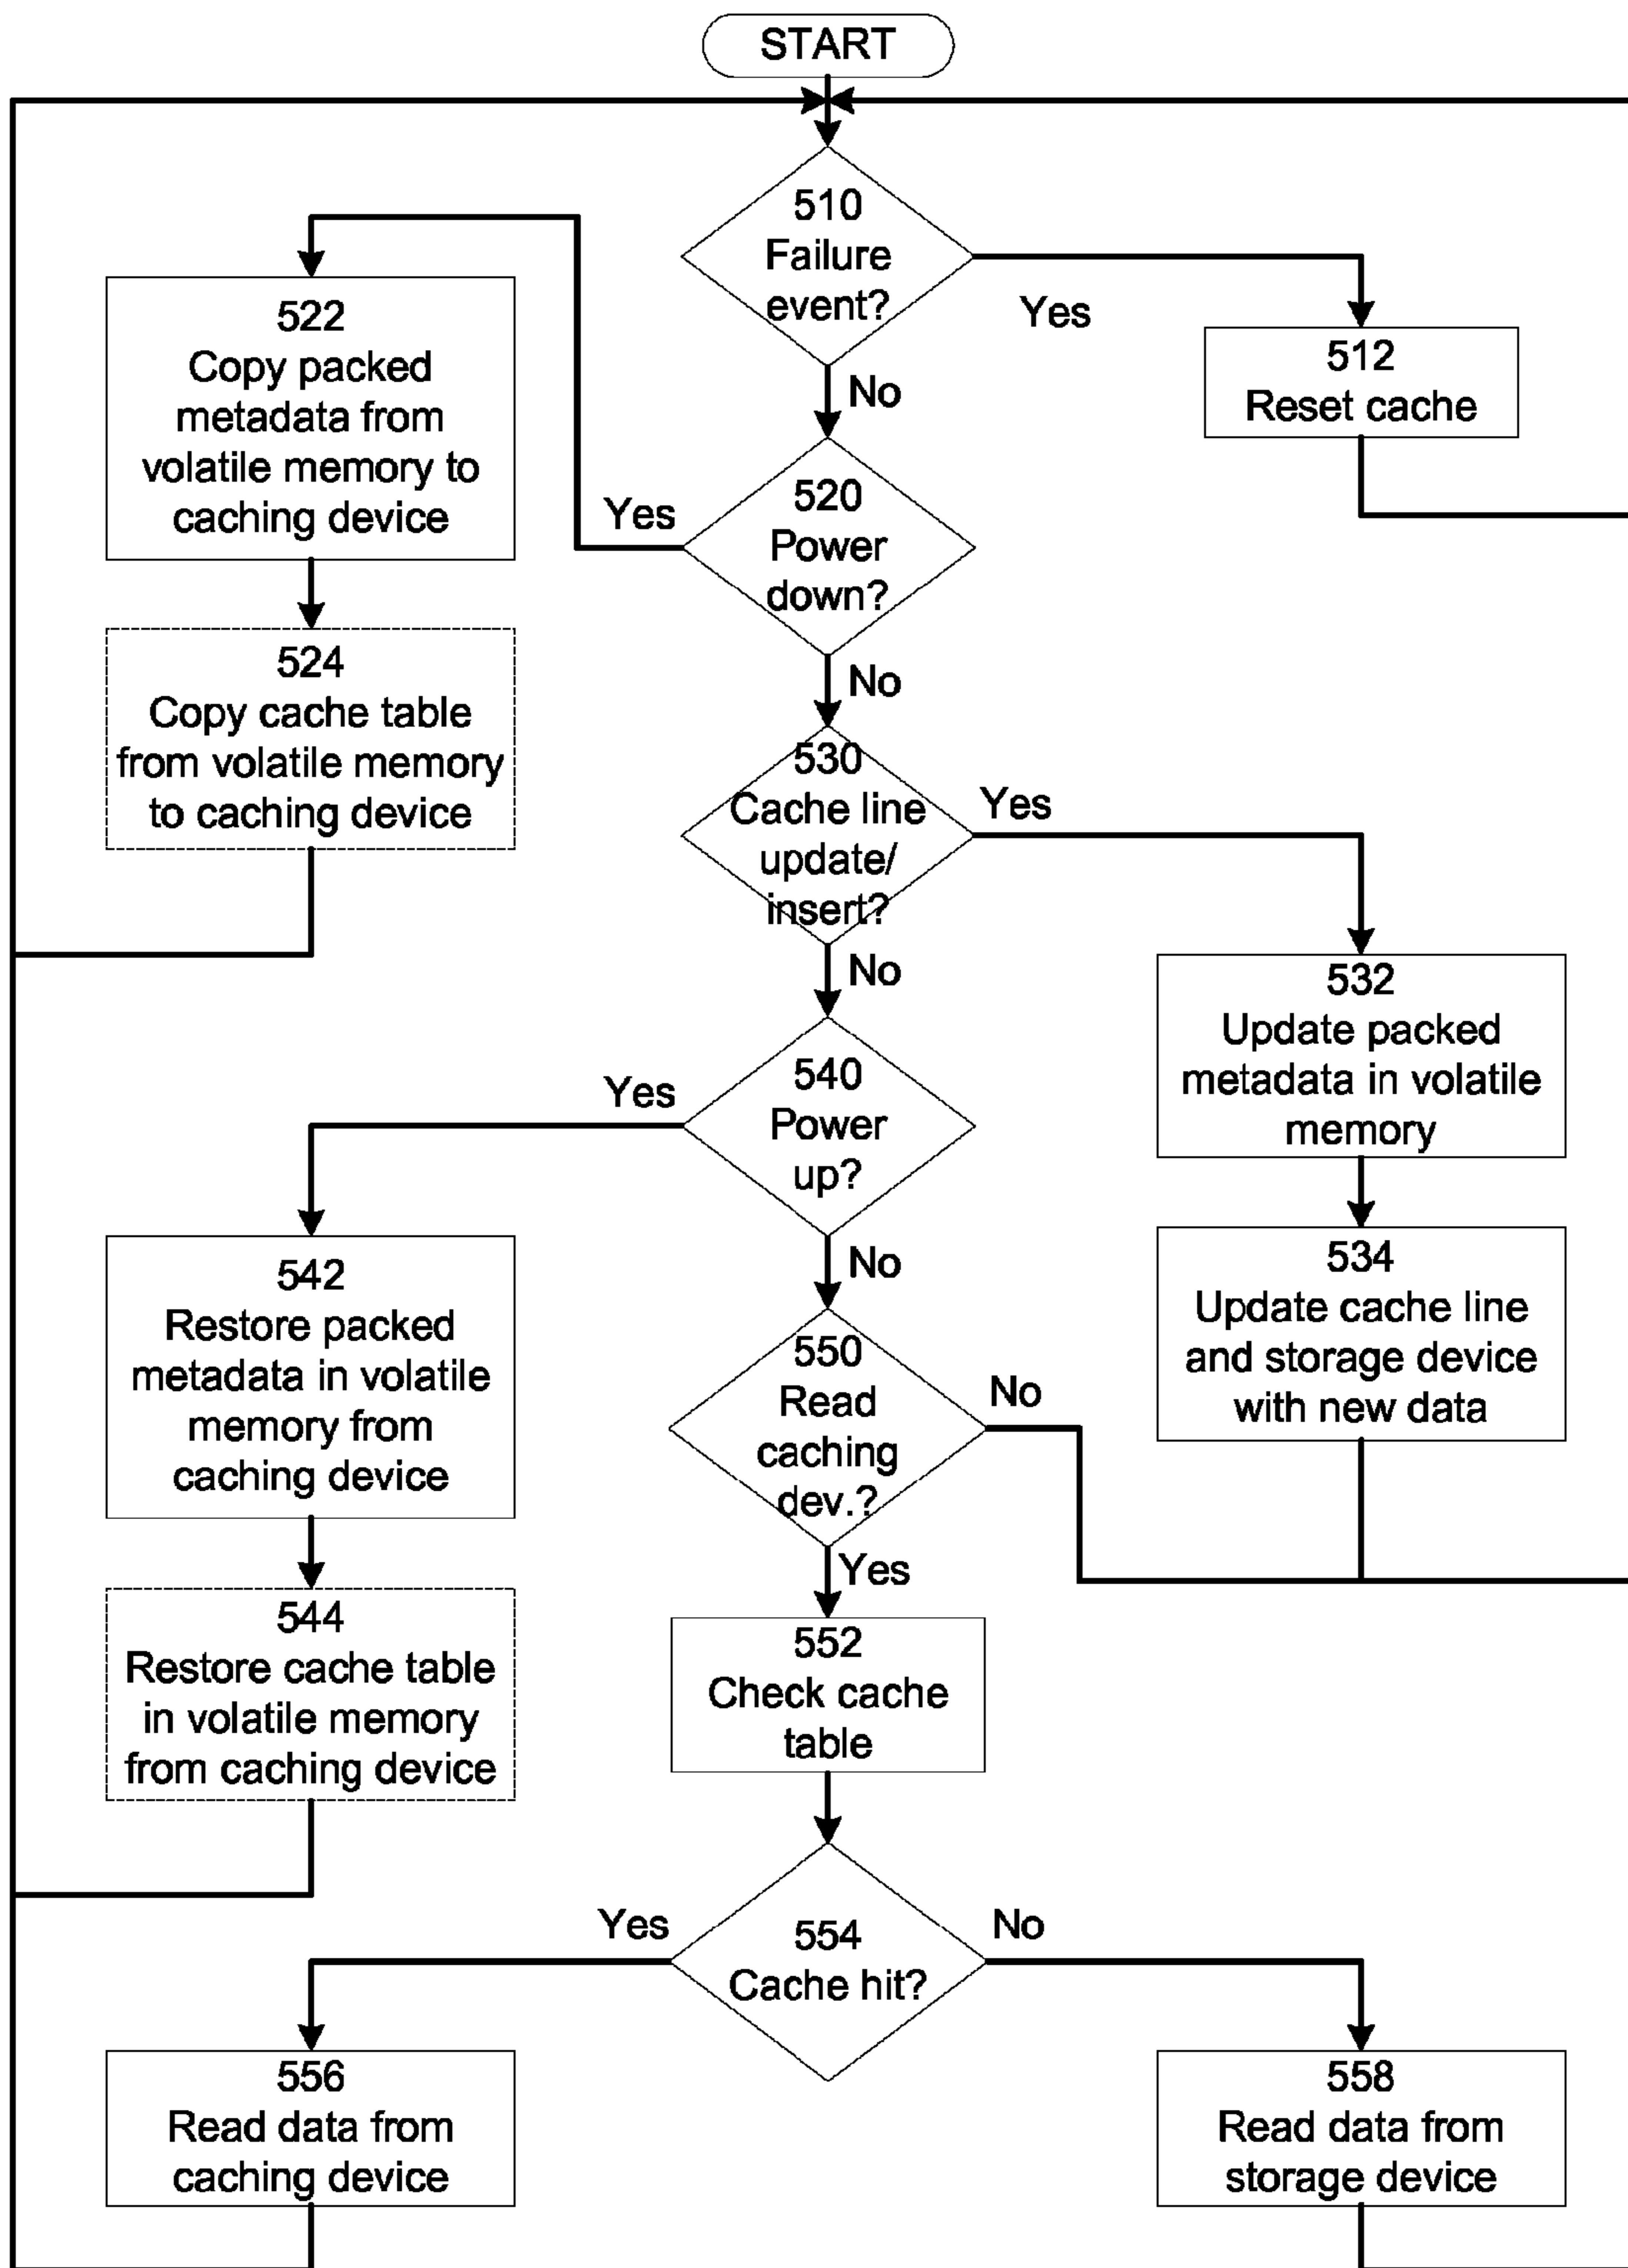 START
510
Failure
event?
Yes
No
512
Reset cache
522
Copy packed
metadata from
volatile memory to
caching device
Yes
520
Power
down?
No
524
Copy cache table
from volatile memory
to caching device
530
Cache line
update/
insert?
Yes
No
532
Update packed
metadata in volatile
memory
Yes
540
Power
up?
No
534
Update cache line
and storage device
with new data
542
Restore packed
metadata in volatile
memory from
caching device
550
Read
caching
dev.?
No
Yes
544
Restore cache table
in volatile memory
from caching device
552
Check cache
table
Yes
554
Cache hit?
No
556
Read data from
caching device
558
Read data from
storage device